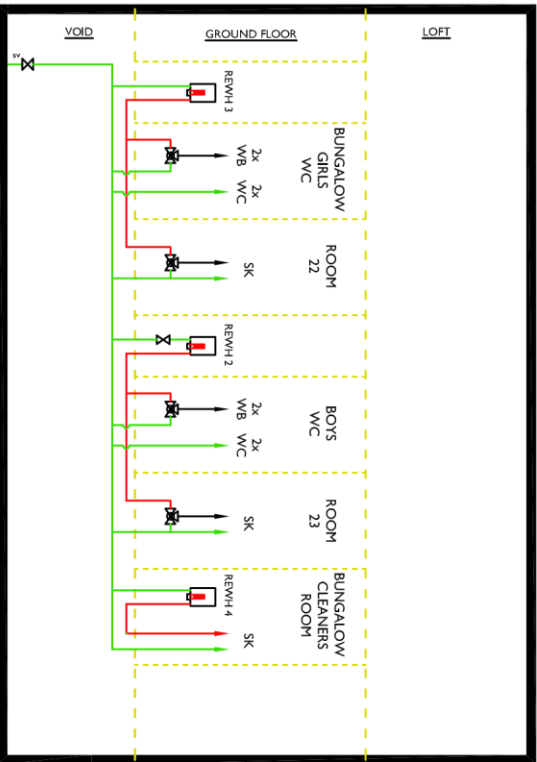 VOID
GROUND FLOOR
LOFT
SV
REWH 3
BUNGALOW
GIRLS
WC
2x
WB
2x
WC
ROOM
22
SK
REWH 2
BOYS
WC
2x
WB
2x
WC
ROOM
23
SK
REWH 4
BUNGALOW
CLEANERS
ROOM
SK